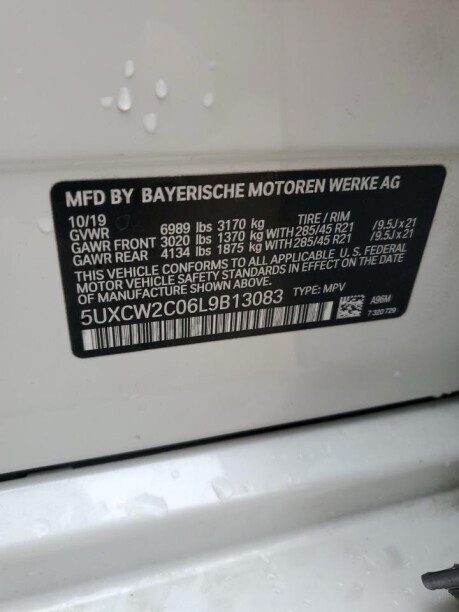 MFD BY BAYERISCHE MOTOREN WERKE AG
10/19
GVWR 6989 lbs 3170 kg TIRE / RIM
GAWR FRONT 3020 lbs 1370 kg WITH 285/45 R21 /9.5J x 21
GAWR REAR 4134 lbs 1875 kg WITH 285/45 R21 /9.5J x 21
THIS VEHICLE CONFORMS TO ALL APPLICABLE U.S. FEDERAL
MOTOR VEHICLE SAFETY STANDARDS IN EFFECT ON THE
DATE OF MANUFACTURE SHOWN ABOVE.
5UXCW2C06L9B13083 TYPE: MPV
A96M
7 320 728